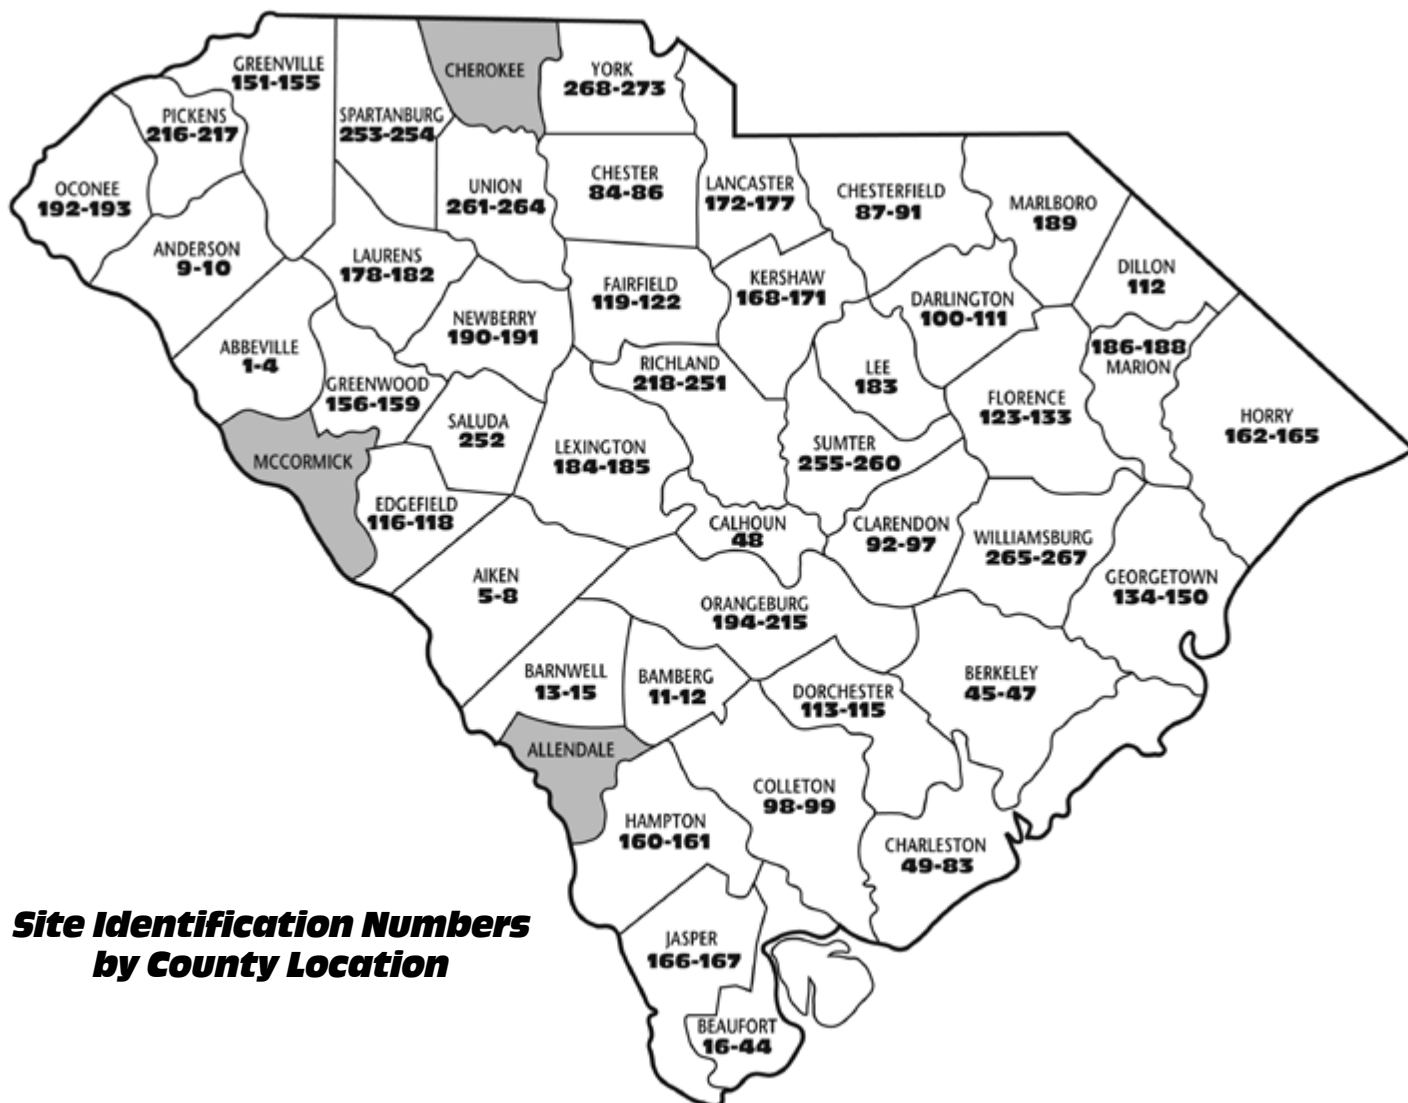 GREENVILLE
151-155
CHEROKEE
YORK
268-273
PICKENS
216-217
SPARTANBURG
253-254
OCONEE
192-193
UNION
261-264
CHESTER
84-86
LANCASTER
172-177
CHESTERFIELD
87-91
MARLBORO
189
ANDERSON
9-10
LAURENS
178-182
FAIRFIELD
119-122
KERSHAW
168-171
DARLINGTON
100-111
DILLON
112
NEWBERRY
190-191
ABBEVILLE
1-4
GREENWOOD
156-159
RICHLAND
218-251
LEE
183
186-188
MARION
FLORENCE
123-133
HORRY
162-165
SALUDA
252
MCCORMICK
LEXINGTON
184-185
SUMTER
255-260
EDGEFIELD
116-118
CALHOUN
48
CLARENDON
92-97
WILLIAMSBURG
265-267
AIKEN
5-8
ORANGEBURG
194-215
GEORGETOWN
134-150
BARNWELL
13-15
BAMBERG
11-12
DORCHESTER
113-115
BERKELEY
45-47
ALLENDALE
COLLETON
98-99
HAMPTON
160-161
CHARLESTON
49-83
JASPER
166-167
BEAUFORT
16-44
Site Identification Numbers
by County Location